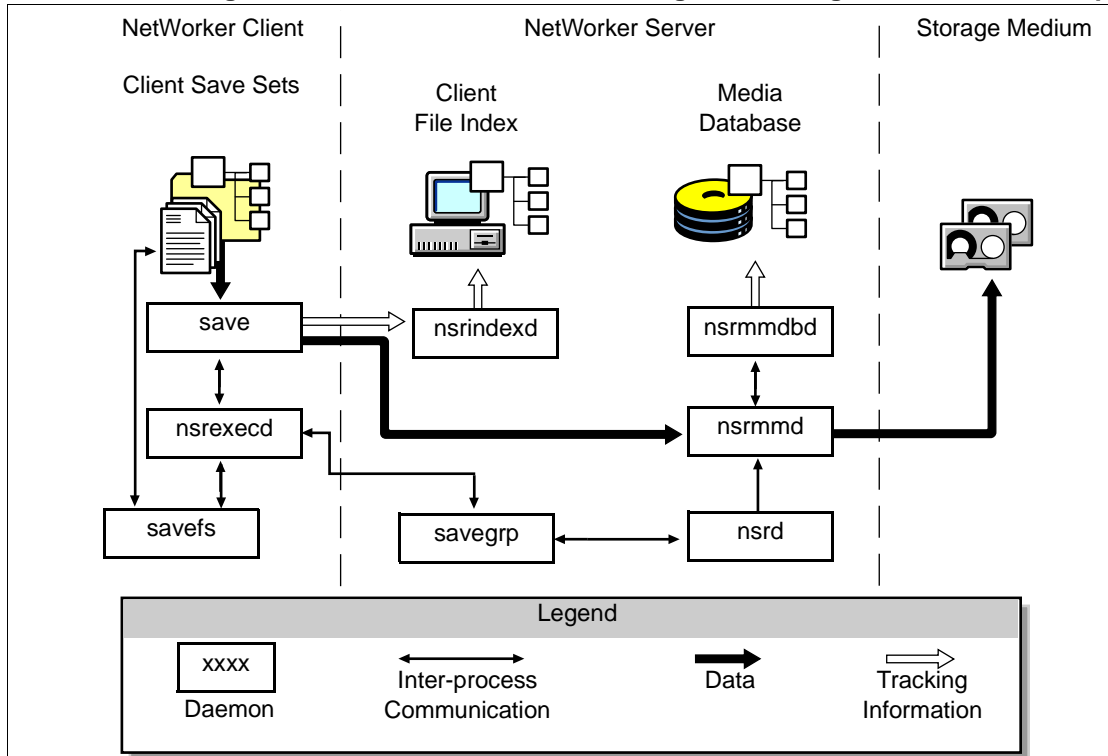 NetWorker Client NetWorker Server Storage Medium
Client Save Sets
Client
File Index
Media
Database
save
nsrindexd
nsrmmdbd
nsrexecd
nsrmmd
savefs
savegrp
nsrd
Legend
xxxx
Daemon
Inter-process
Communication
Data
Tracking
Information